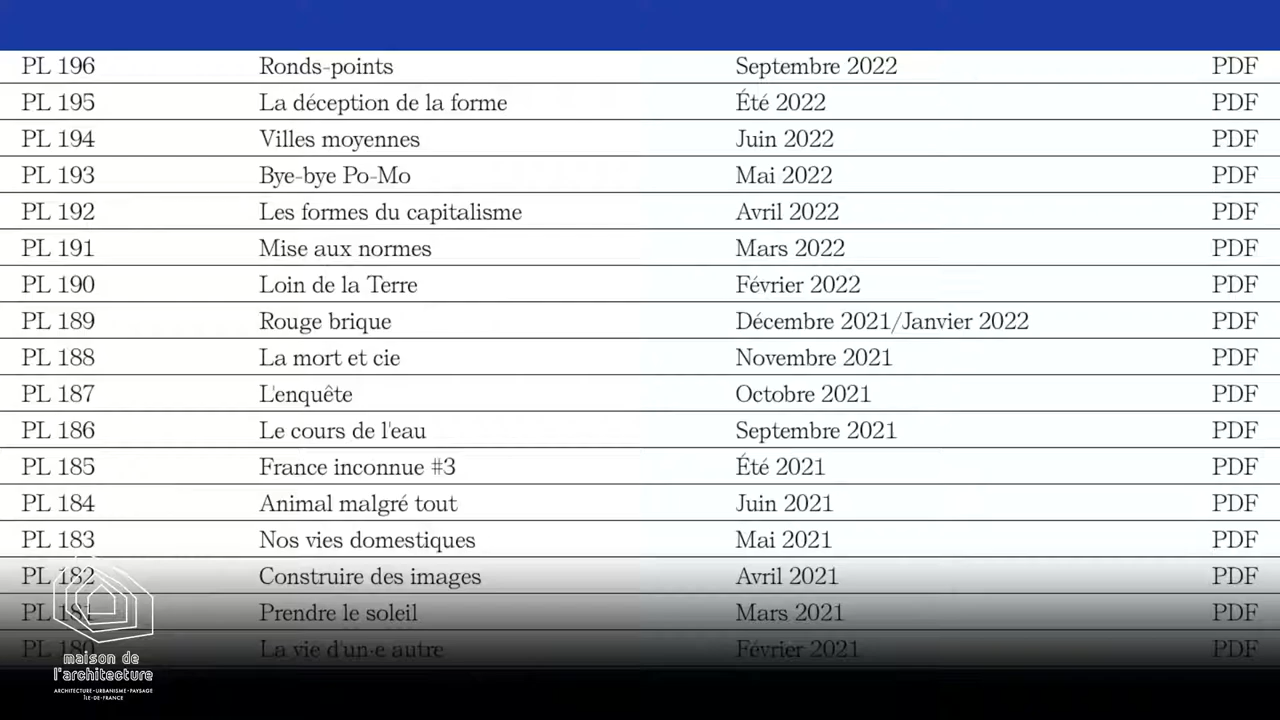 PL 196 Ronds-points Septembre 2022 PDF
PL 195 La déception de la forme Été 2022 PDF
PL 194 Villes moyennes Juin 2022 PDF
PL 193 Bye-bye Po-Mo Mai 2022 PDF
PL 192 Les formes du capitalisme Avril 2022 PDF
PL 191 Mise aux normes Mars 2022 PDF
PL 190 Loin de la Terre Février 2022 PDF
PL 189 Rouge brique Décembre 2021/Janvier 2022 PDF
PL 188 La mort et cie Novembre 2021 PDF
PL 187 L'enquête Octobre 2021 PDF
PL 186 Le cours de l'eau Septembre 2021 PDF
PL 185 France inconnue #3 Été 2021 PDF
PL 184 Animal malgré tout Juin 2021 PDF
PL 183 Nos vies domestiques Mai 2021 PDF
PL 182 Construire des images Avril 2021 PDF
PL 181 Prendre le soleil Mars 2021 PDF
PL 180 La vie d'un·e autre Février 2021 PDF
maison de
l'architecture
ARCHITECTURE-URBANISME-PAYSAGE
ÎLE-DE-FRANCE